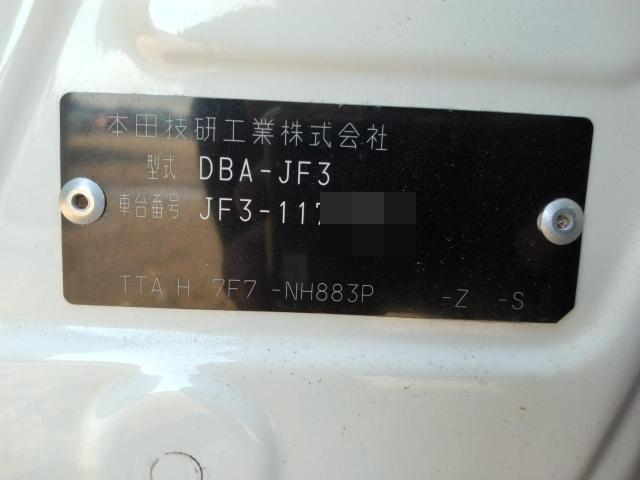 本田技研工業株式会社
型式 DBA-JF3
車台番号 JF3-117
TTA H 7F7 -NH883P -Z -S